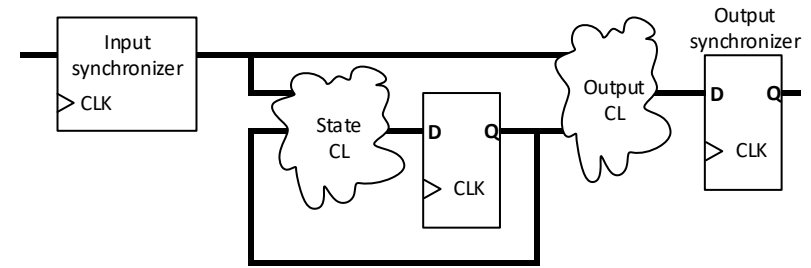 Input
synchronizer
CLK
State
CL
D
Q
CLK
Output
CL
Output
synchronizer
D
Q
CLK